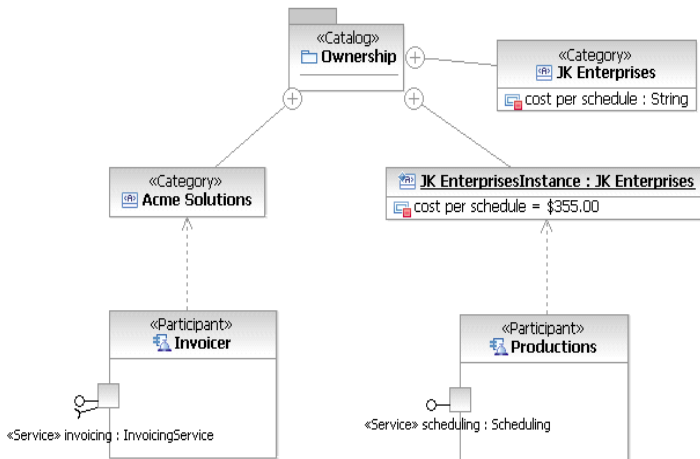 «Catalog»
Ownership
«Category»
JK Enterprises
cost per schedule : String
«Category»
Acme Solutions
JK EnterprisesInstance : JK Enterprises
cost per schedule = $355.00
«Participant»
Invoicer
«Service» invoicing : InvoicingService
«Participant»
Productions
«Service» scheduling : Scheduling